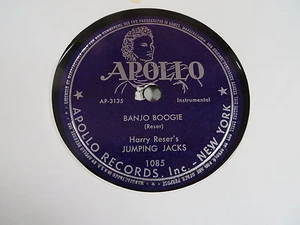 APOLLO
AP-3135
Instrumental
BANJO BOOGIE
(Reser)
Harry Reser's
JUMPING JACKS
1085
APOLLO RECORDS, Inc.-NEW YORK